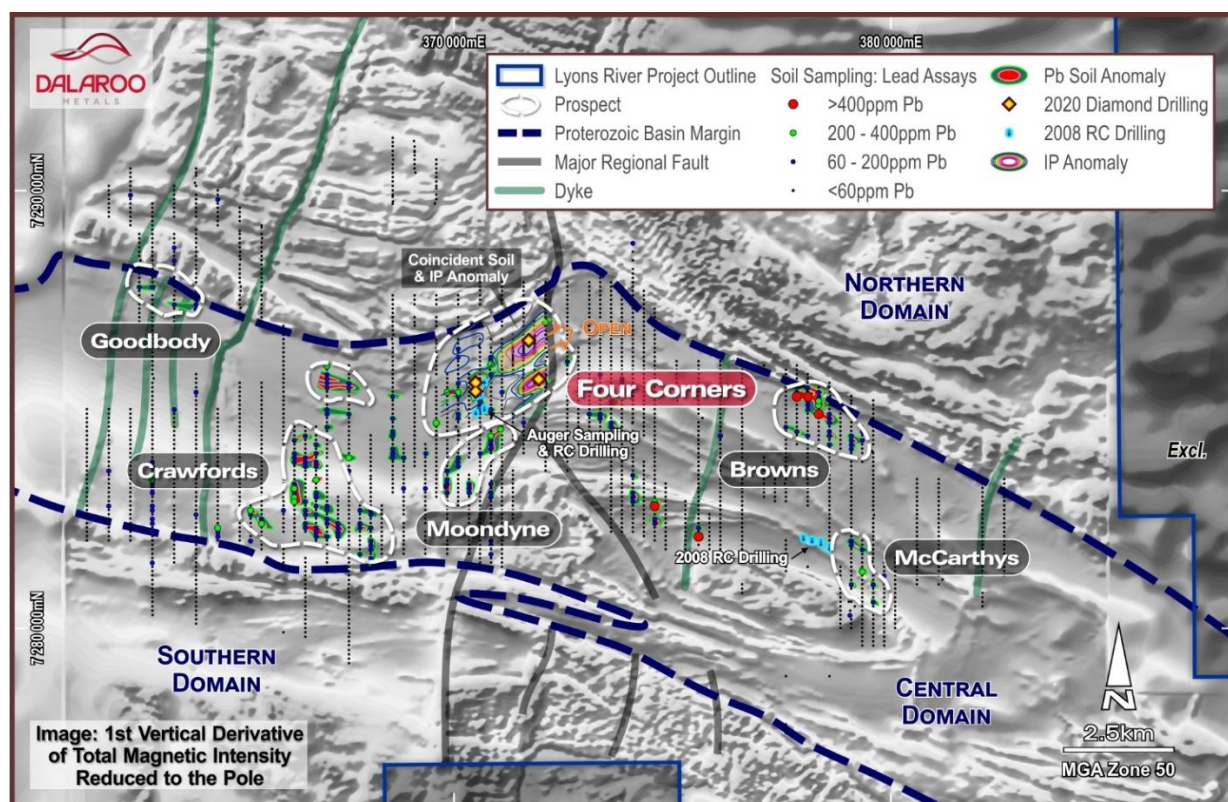 DALAROO
METALS
370 000mE
380 000mE
Lyons River Project Outline
Prospect
Proterozoic Basin Margin
Major Regional Fault
Dyke
Soil Sampling: Lead Assays
>400ppm Pb
200 - 400ppm Pb
60 - 200ppm Pb
<60ppm Pb
Pb Soil Anomaly
2020 Diamond Drilling
2008 RC Drilling
IP Anomaly
7 290 000mN
Coincident Soil
& IP Anomaly
NORTHERN
DOMAIN
Goodbody
OPEN
Four Corners
Auger Sampling
& RC Drilling
Crawfords
Browns
Excl.
Moondyne
2008 RC Drilling
McCarthys
7 280 000mN
SOUTHERN
DOMAIN
CENTRAL
DOMAIN
N
2.5km
MGA Zone 50
Image: 1st Vertical Derivative
of Total Magnetic Intensity
Reduced to the Pole